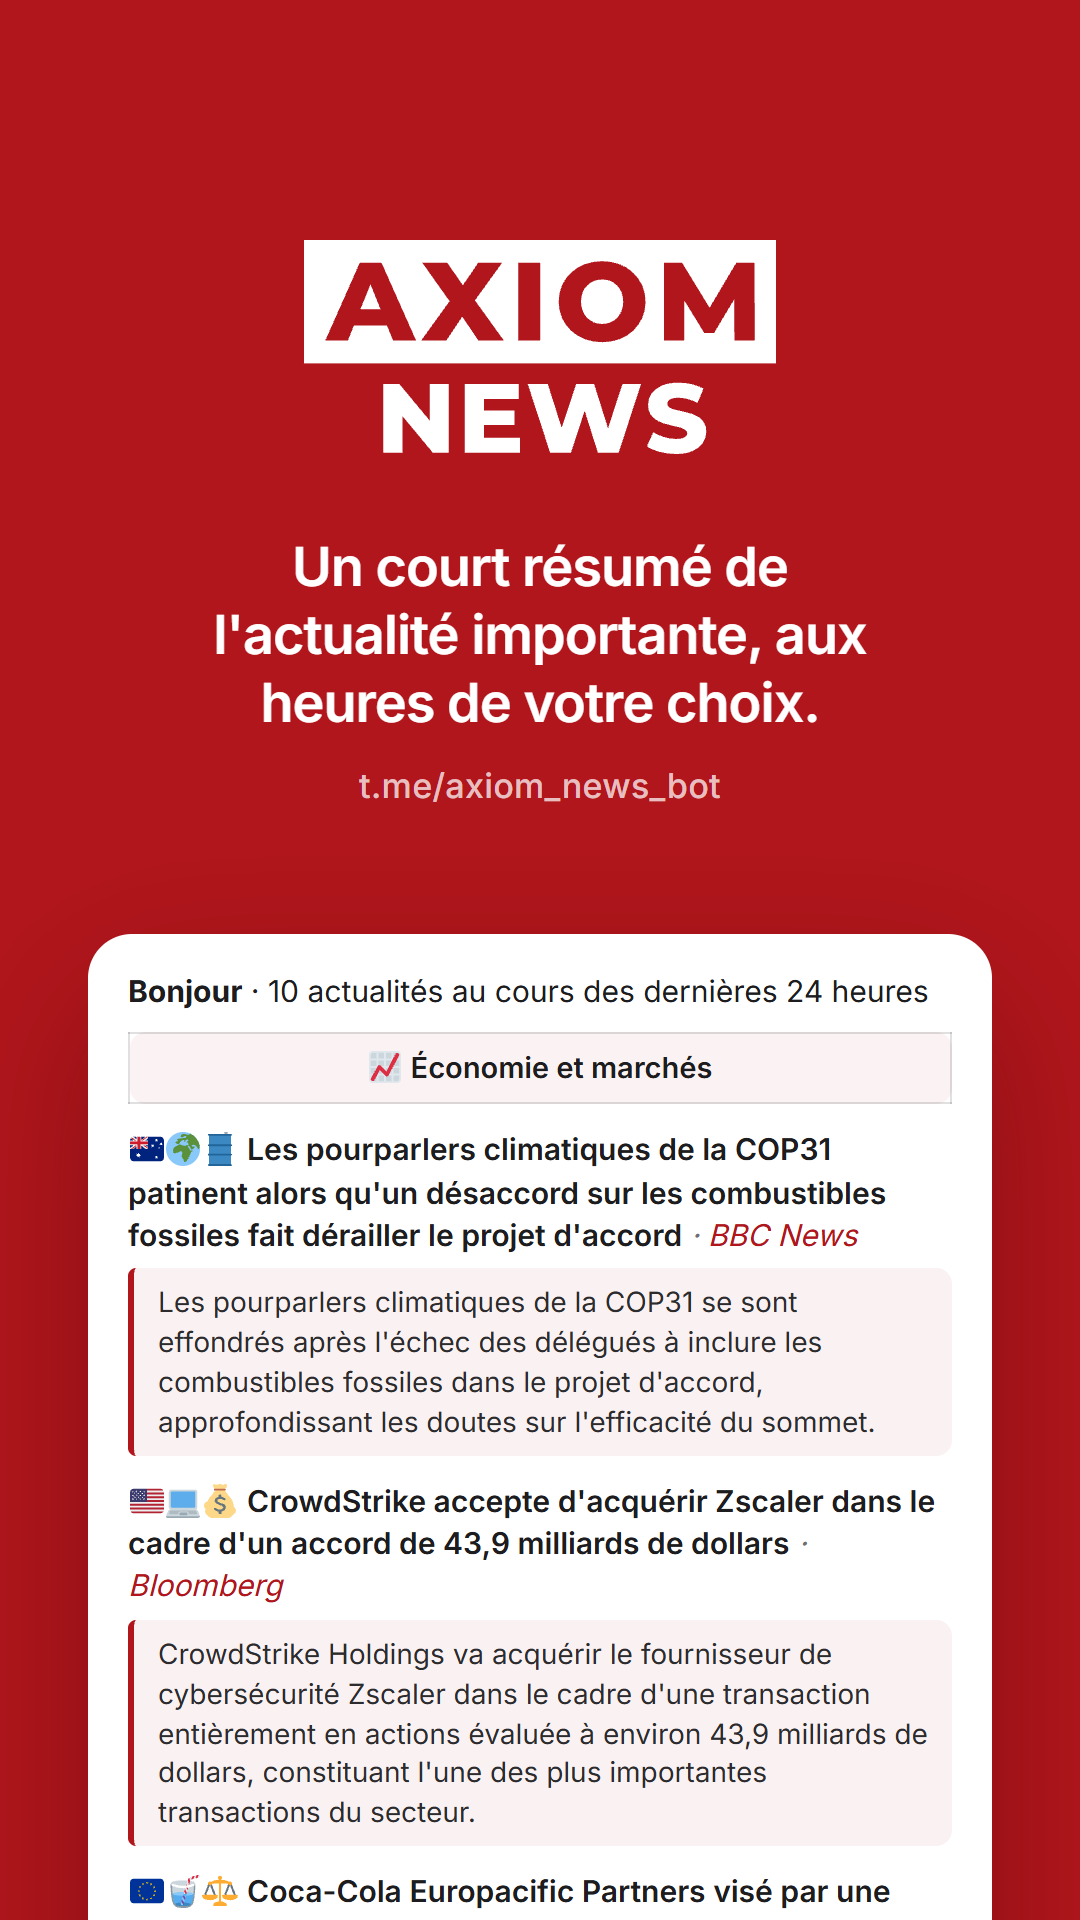 AXIOM
NEWS
Un court résumé de
l'actualité importante, aux
heures de votre choix.
t.me/axiom_news_bot
Bonjour · 10 actualités au cours des dernières 24 heures
Économie et marchés
Les pourparlers climatiques de la COP31
patinent alors qu'un désaccord sur les combustibles
fossiles fait dérailler le projet d'accord · BBC News
Les pourparlers climatiques de la COP31 se sont
effondrés après l'échec des délégués à inclure les
combustibles fossiles dans le projet d'accord,
approfondissant les doutes sur l'efficacité du sommet.
CrowdStrike accepte d'acquérir Zscaler dans le
cadre d'un accord de 43,9 milliards de dollars ·
Bloomberg
CrowdStrike Holdings va acquérir le fournisseur de
cybersécurité Zscaler dans le cadre d'une transaction
entièrement en actions évaluée à environ 43,9 milliards de
dollars, constituant l'une des plus importantes
transactions du secteur.
Coca-Cola Europacific Partners visé par une